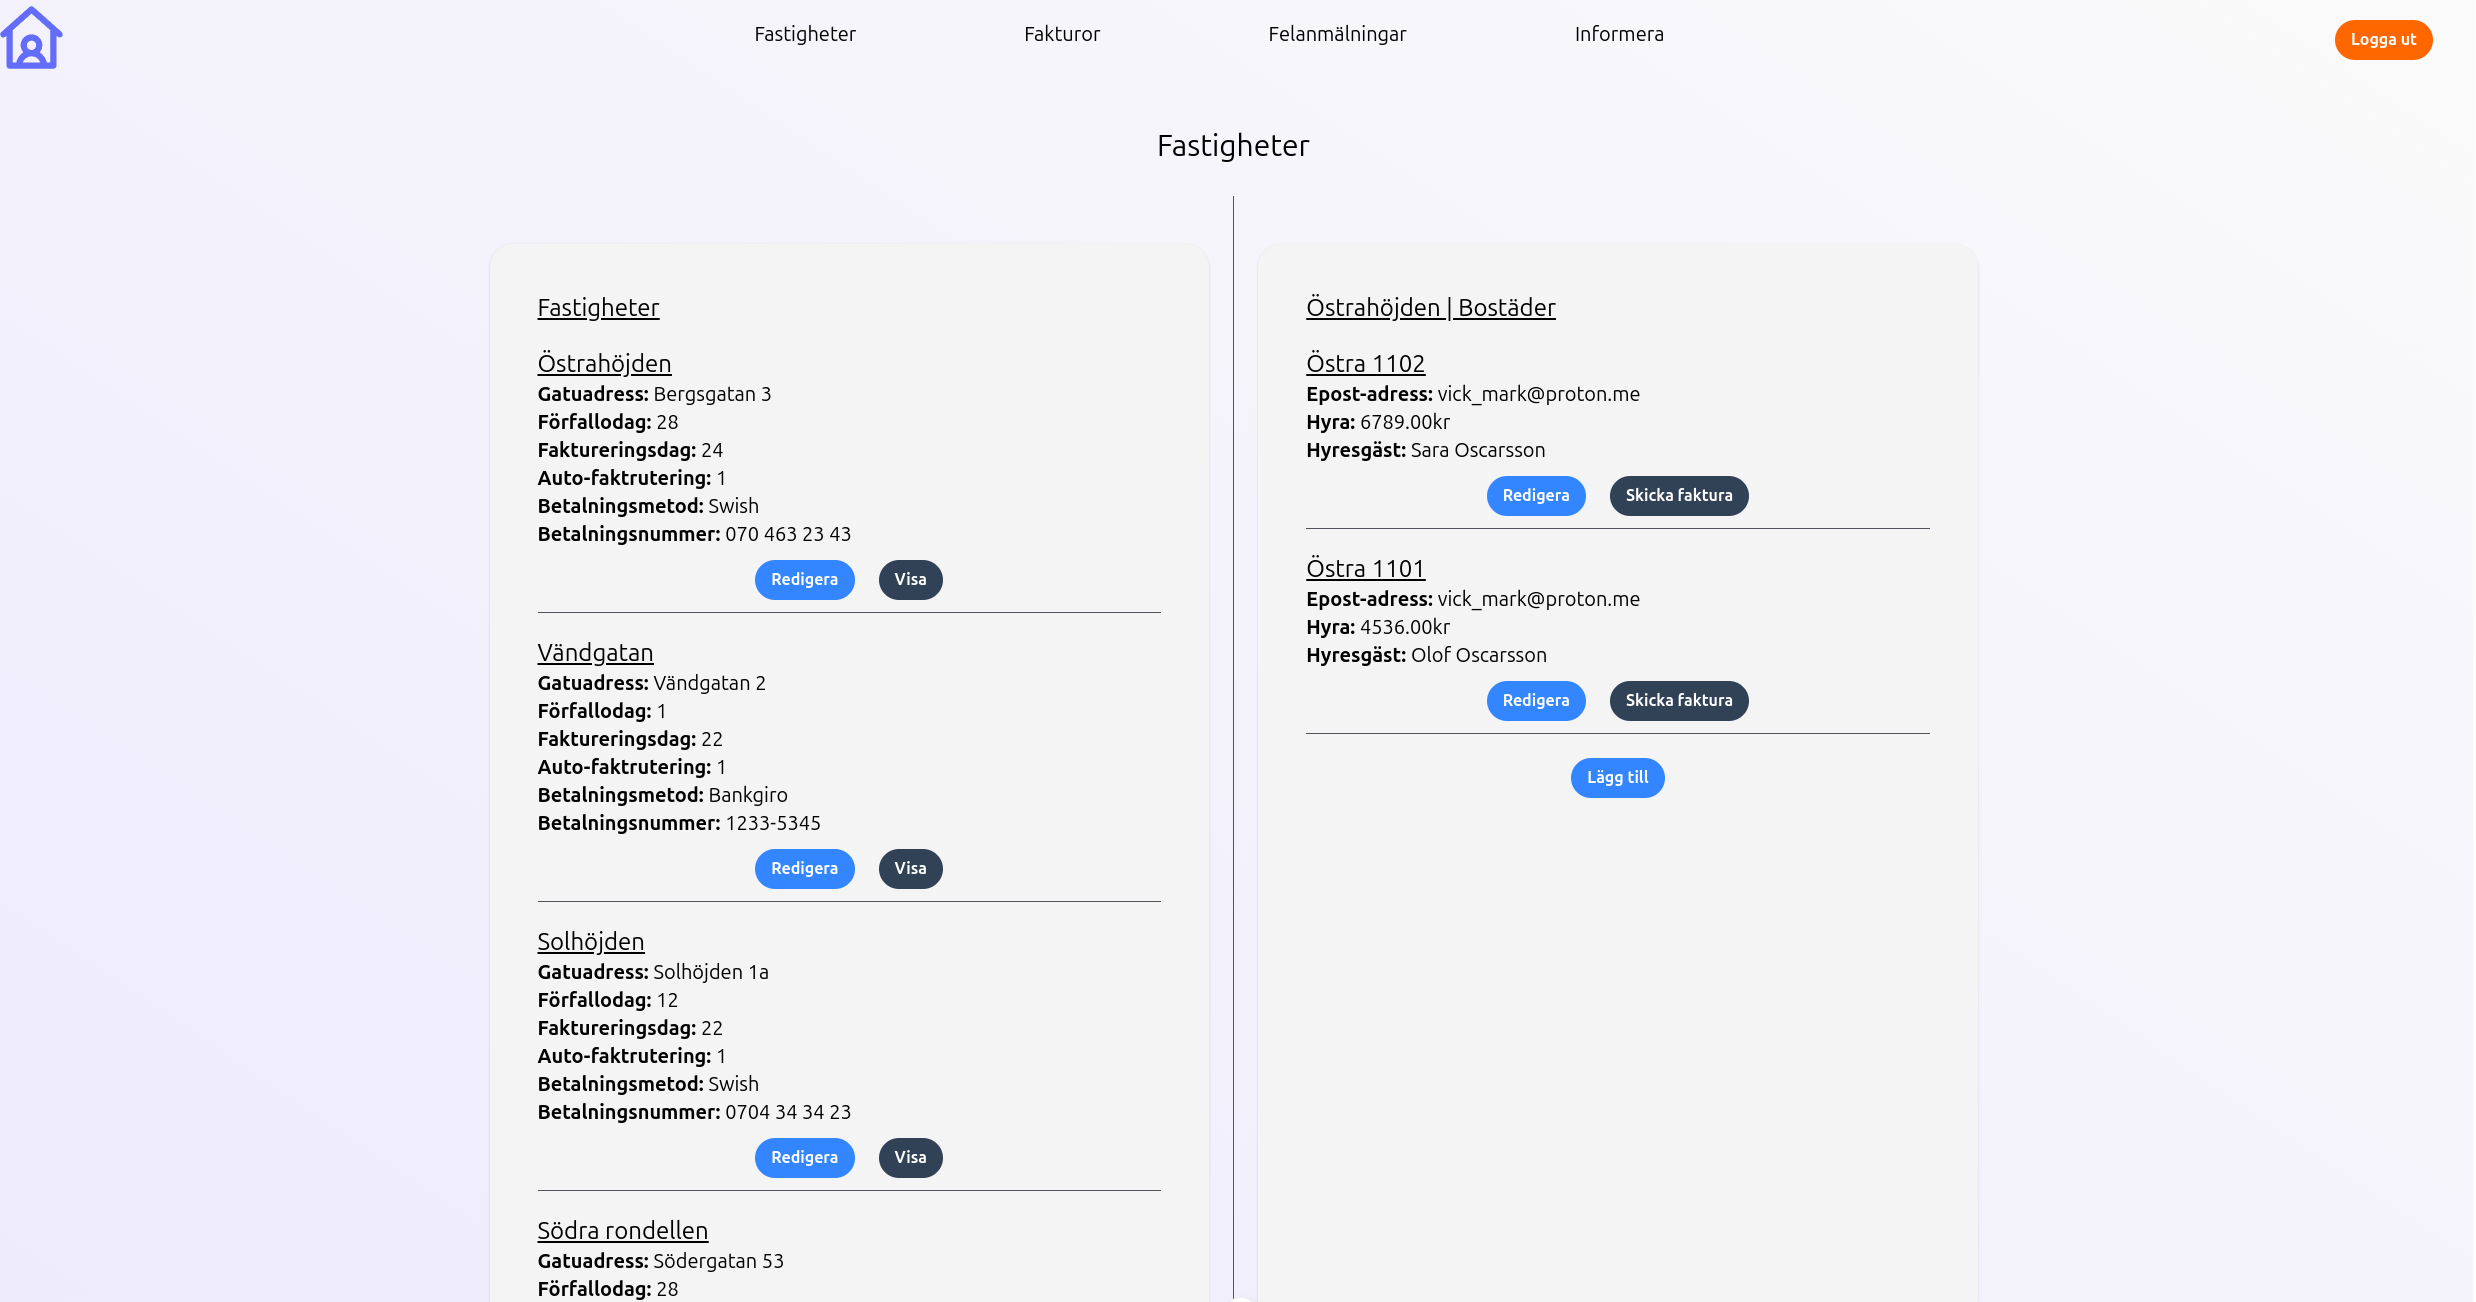 Fastigheter
Fakturor
Felanmälningar
Informera
Logga ut
Fastigheter
Fastigheter
Östrahöjden
Gatuadress: Bergsgatan 3
Förfallodag: 28
Faktureringsdag: 24
Auto-faktrutering: 1
Betalningsmetod: Swish
Betalningsnummer: 070 463 23 43
Redigera
Visa
Vändgatan
Gatuadress: Vändgatan 2
Förfallodag: 1
Faktureringsdag: 22
Auto-faktrutering: 1
Betalningsmetod: Bankgiro
Betalningsnummer: 1233-5345
Redigera
Visa
Solhöjden
Gatuadress: Solhöjden 1a
Förfallodag: 12
Faktureringsdag: 22
Auto-faktrutering: 1
Betalningsmetod: Swish
Betalningsnummer: 0704 34 34 23
Redigera
Visa
Södra rondellen
Gatuadress: Södergatan 53
Förfallodag: 28
Östrahöjden | Bostäder
Östra 1102
Epost-adress: vick_mark@proton.me
Hyra: 6789.00kr
Hyresgäst: Sara Oscarsson
Redigera
Skicka faktura
Östra 1101
Epost-adress: vick_mark@proton.me
Hyra: 4536.00kr
Hyresgäst: Olof Oscarsson
Redigera
Skicka faktura
Lägg till